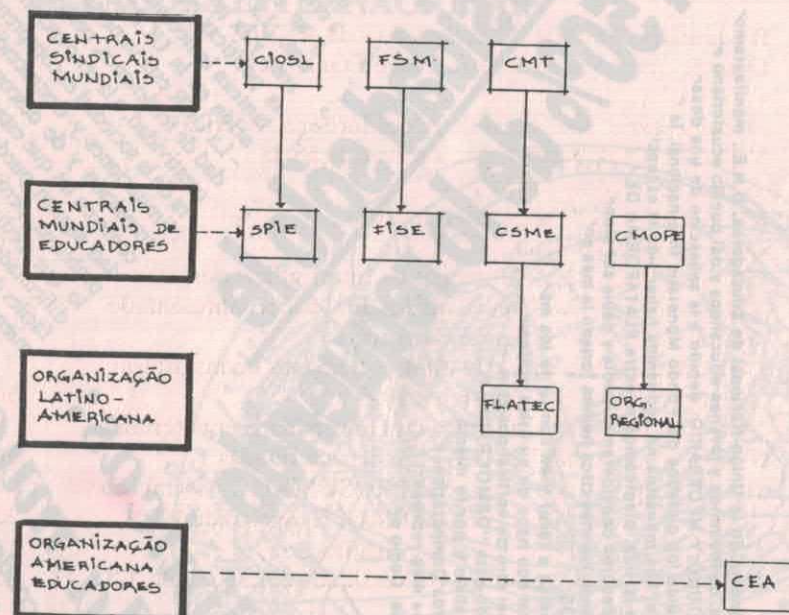 CENTRAIS
SINDICAIS
MUNDIAIS
CIOSL
FSM.
CMT
CENTRAIS
MUNDIAIS DE
EDUCADORES
SPIE
FISE
CSME
CMOPE
ORGANIZAÇÃO
LATINO-
AMERICANA
FLATEC
ORG.
REGIONAL
ORGANIZAÇÃO
AMERICANA
EDUCADORES
CEA